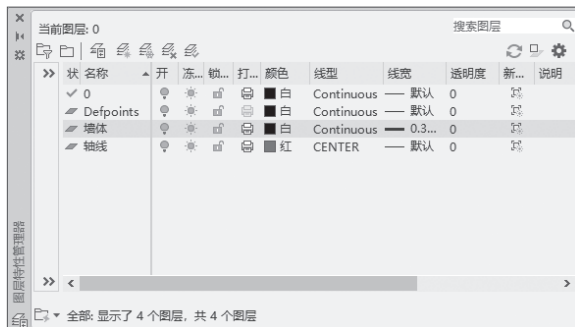 当前图层: 0
搜索图层
状 名称 开 冻... 锁... 打... 颜色 线型 线宽 透明度 新... 说明
0 白 Continuous 默认 0
Defpoints 白 Continuous 默认 0
墙体 白 Continuous 0.3... 0
轴线 红 CENTER 默认 0
图层特性管理器
全部: 显示了 4 个图层, 共 4 个图层